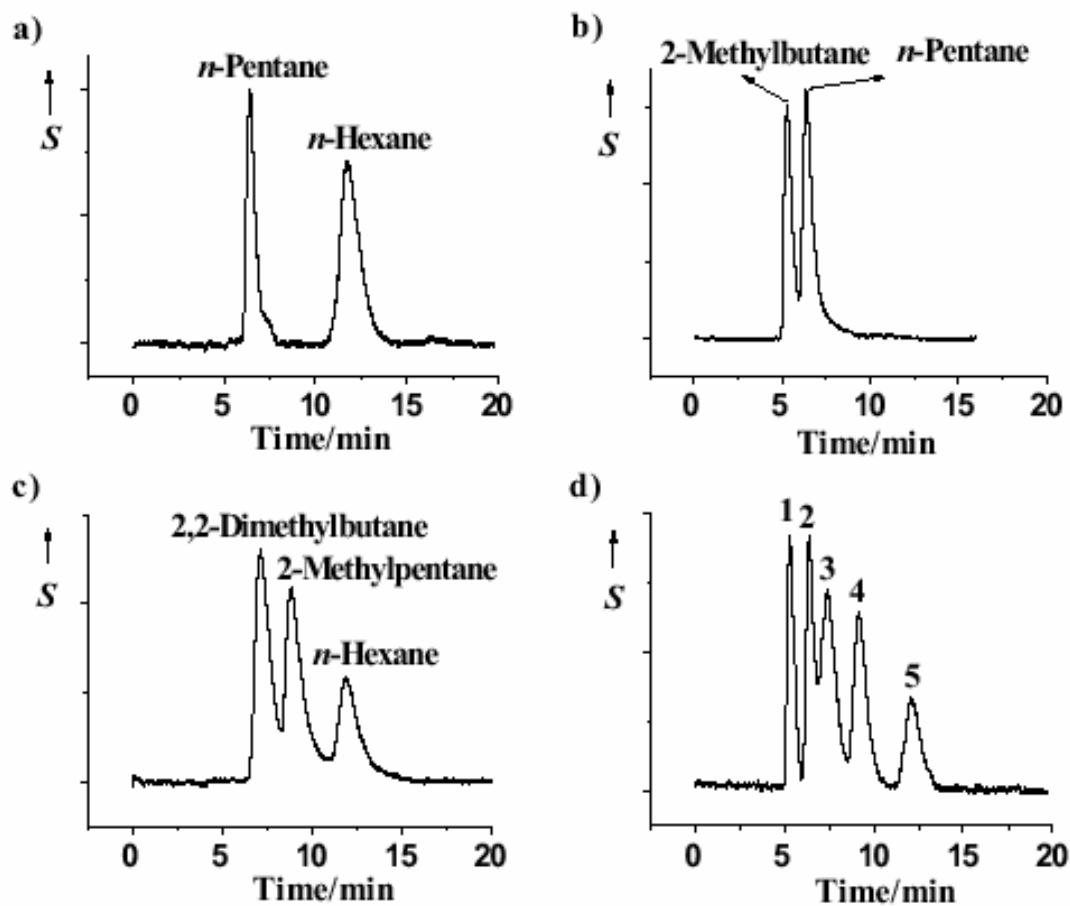 a)
n-Pentane
n-Hexane
S
0 5 10 15 20
Time/min
b)
2-Methylbutane
n-Pentane
S
0 5 10 15 20
Time/min
c)
2,2-Dimethylbutane
2-Methylpentane
n-Hexane
S
0 5 10 15 20
Time/min
d)
1 2
3
4
5
S
0 5 10 15 20
Time/min